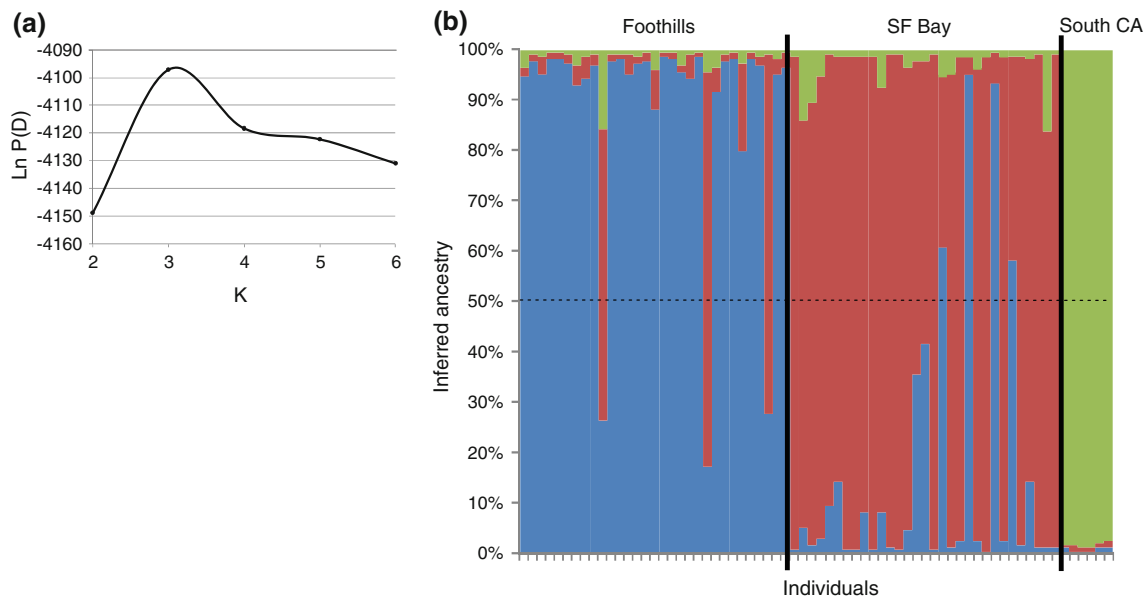 (a)
-4090
-4100
-4110
-4120
-4130
-4140
-4150
-4160
Ln P(D)
2 3 4 5 6
K
(b)
Foothills SF Bay South CA
100%
90%
80%
70%
60%
50%
40%
30%
20%
10%
0%
Inferred ancestry
Individuals